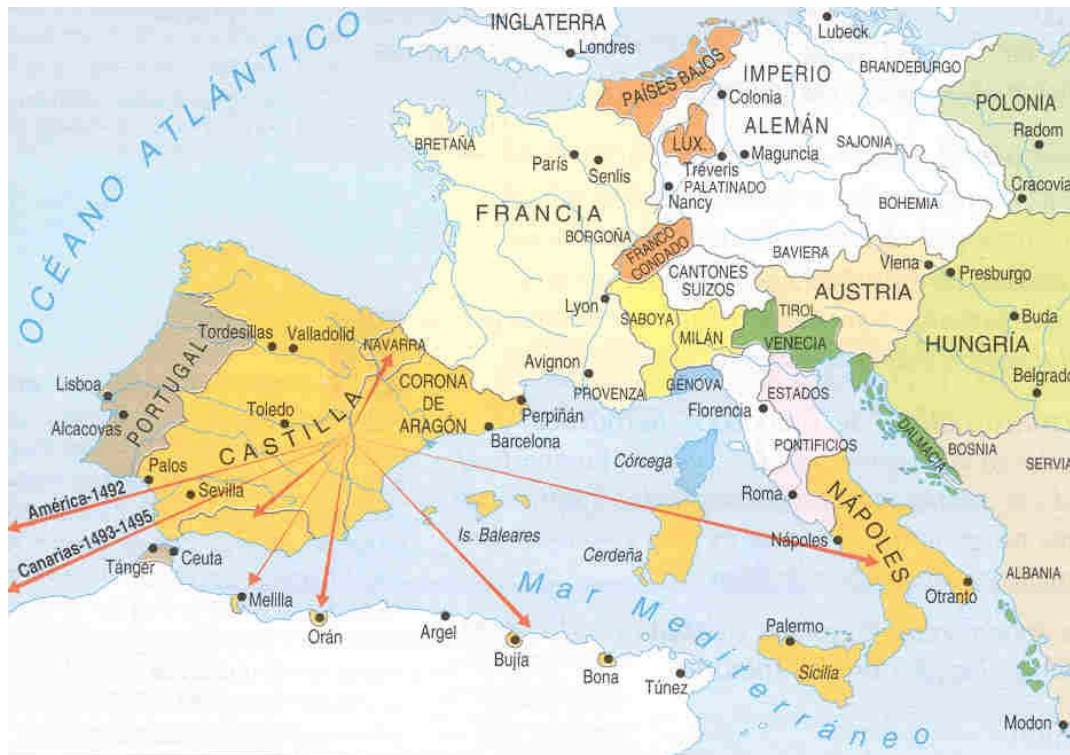 INGLATERRA
Londres
Lubeck
OCÉANO ATLÁNTICO
PAÍSES BAJOS
IMPERIO
ALEMÁN
BRANDEBURGO
POLONIA
Colonia
Radom
BRETAÑA
París
Senlis
LUX.
Tréveris
Maguncia
SAJONIA
PALATINADO
Nancy
Cracovia
BOHEMIA
FRANCIA
BORGOÑA
FRANCO
CONDADO
BAVIERA
CANTONES
SUIZOS
Viena
Presburgo
AUSTRIA
TIROL
Lyon
SABOYA
MILÁN
VENECIA
Buda
HUNGRÍA
Belgrado
Tordesillas
Valladolid
NAVARRA
Avignon
PROVENZA
GENOVA
ESTADOS
PONTIFICIOS
Florencia
DALMACIA
BOSNIA
SERVIA
PORTUGAL
Lisboa
Alcacovas
Toledo
CASTILLA
CORONA
DE
ARAGÓN
Perpiñán
Barcelona
Córcega
Roma
Palos
Sevilla
América-1492
Canarias-1493-1495
Is. Baleares
Cerdeña
Nápoles
NÁPOLES
Otranto
ALBANIA
Tánger
Ceuta
Melilla
Orán
Argel
Bujía
Bona
Túnez
Mar Mediterráneo
Palermo
Sicilia
Modon